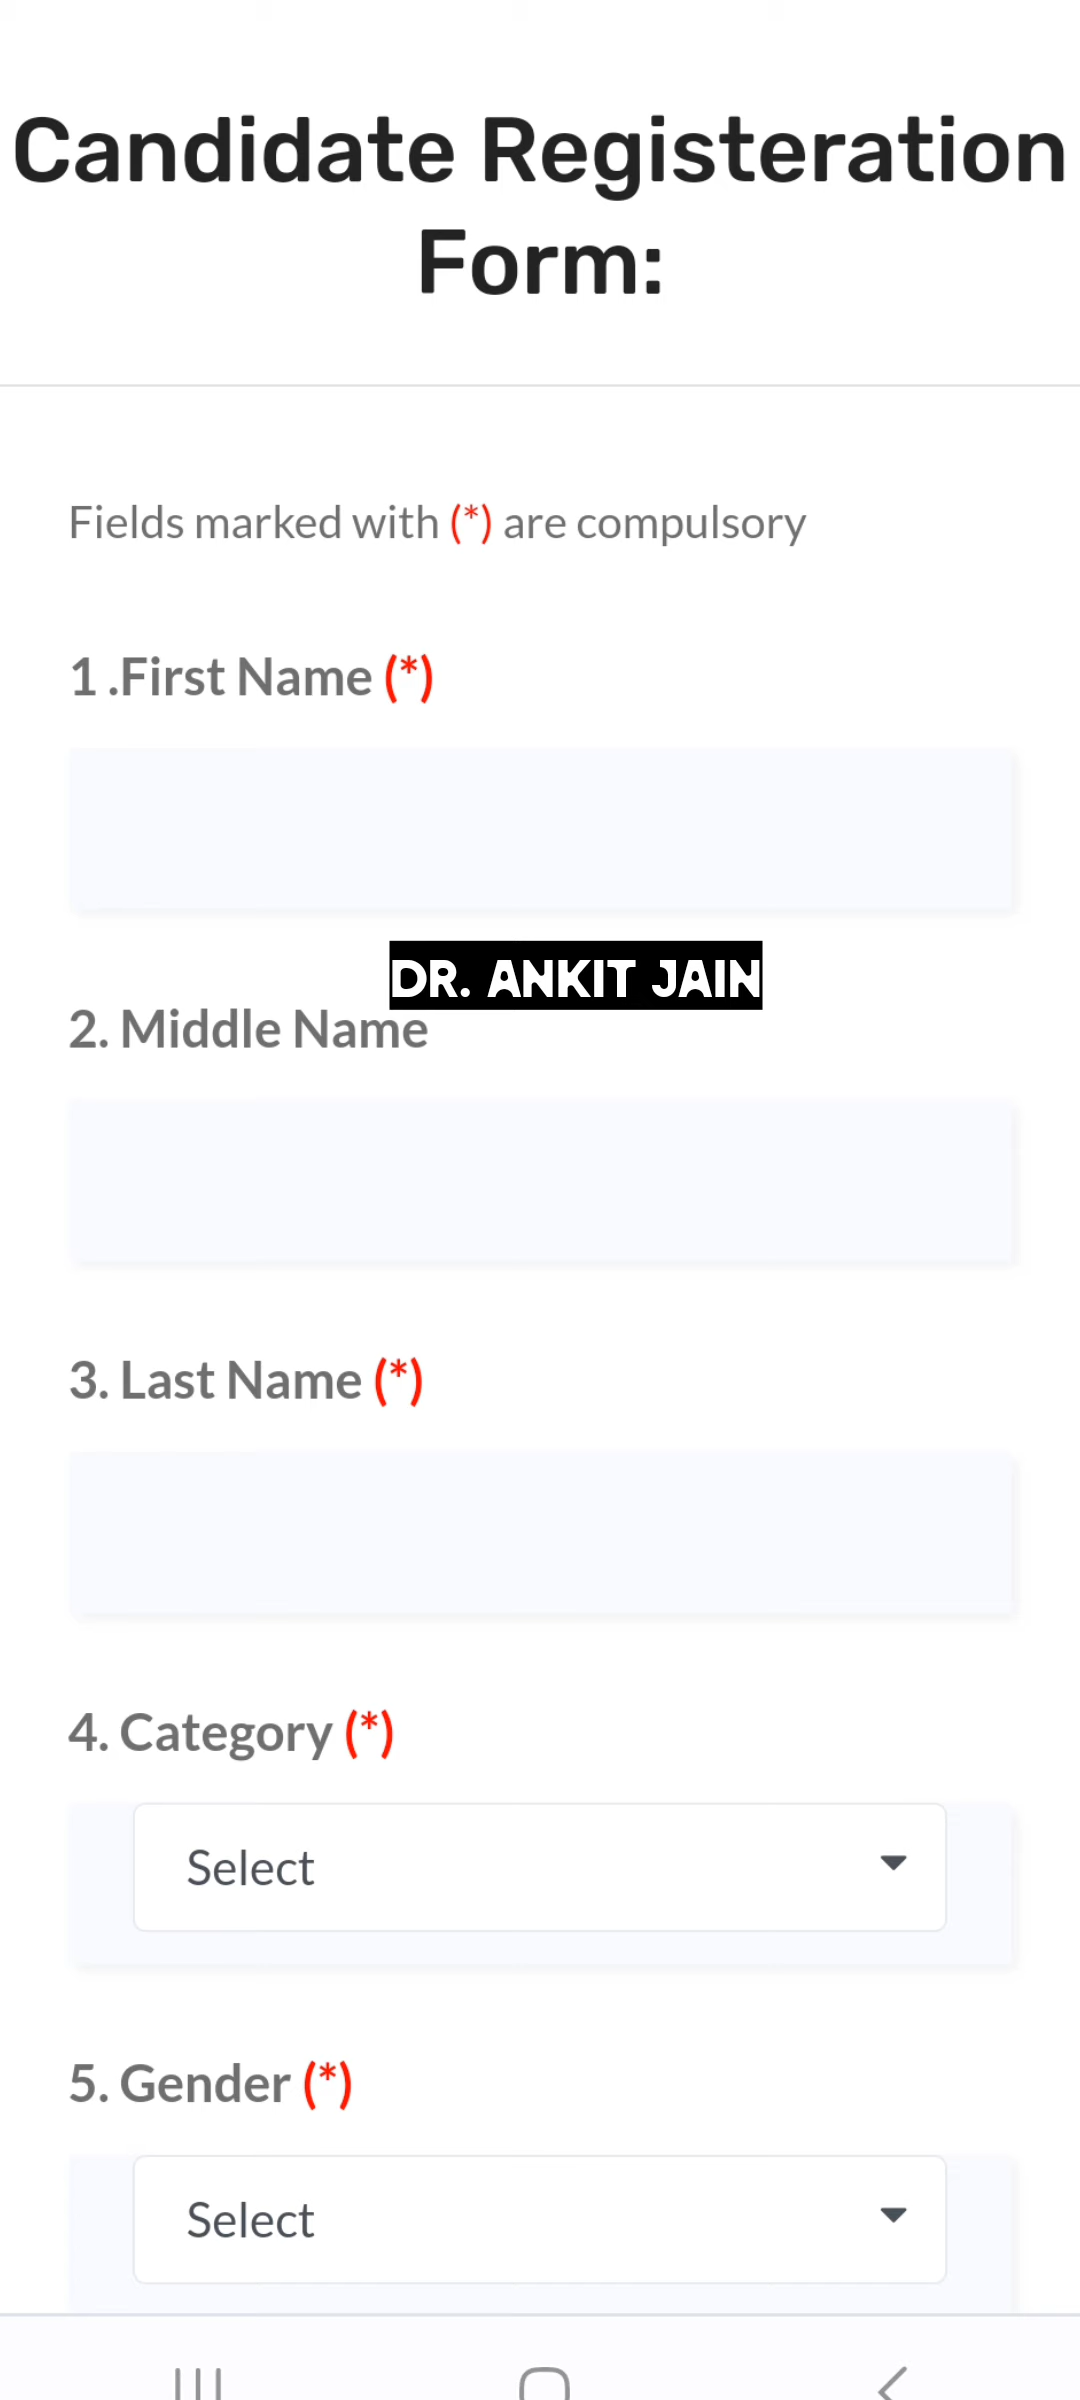 Candidate Registeration
Form:
Fields marked with (*) are compulsory
1 .First Name (*)
DR. ANKIT JAIN
2. Middle Name
3. Last Name (*)
4. Category (*)
Select
5. Gender (*)
Select